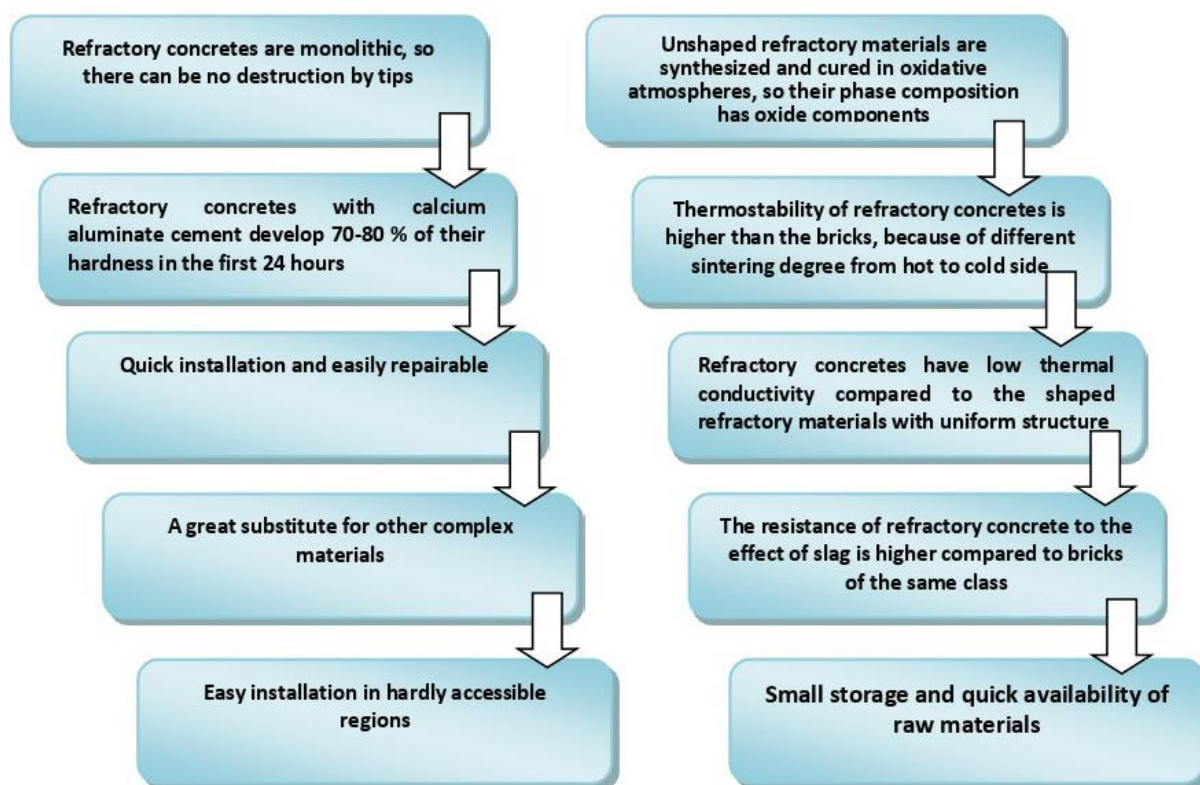 Refractory concretes are monolithic, so
there can be no destruction by tips
Refractory concretes with calcium
aluminate cement develop 70-80 % of their
hardness in the first 24 hours
Quick installation and easily repairable
A great substitute for other complex
materials
Easy installation in hardly accessible
regions
Unshaped refractory materials are
synthesized and cured in oxidative
atmospheres, so their phase composition
has oxide components
Thermostability of refractory concretes is
higher than the bricks, because of different
sintering degree from hot to cold side
Refractory concretes have low thermal
conductivity compared to the shaped
refractory materials with uniform structure
The resistance of refractory concrete to the
effect of slag is higher compared to bricks
of the same class
Small storage and quick availability of
raw materials